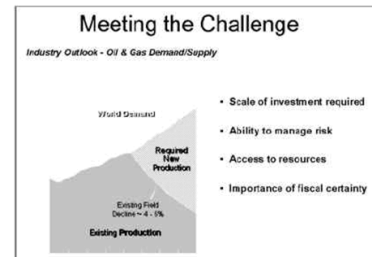 Meeting the Challenge
Industry Outlook - Oil & Gas Demand/Supply
World Demand
Required
New
Production
Existing Field
Decline ~ 4 - 6%
Existing Production
• Scale of investment required
• Ability to manage risk
• Access to resources
• Importance of fiscal certainty